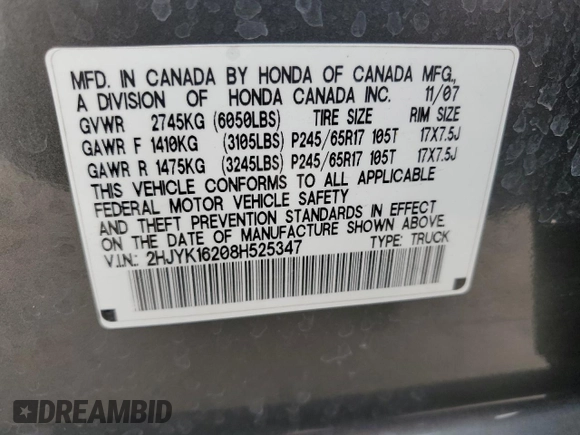 MFD. IN CANADA BY HONDA OF CANADA MFG.,
A DIVISION OF HONDA CANADA INC. 11/07
GVWR 2745KG (6050LBS) TIRE SIZE RIM SIZE
GAWR F 1410KG (3105LBS) P245/65R17 105T 17X7.5J
GAWR R 1475KG (3245LBS) P245/65R17 105T 17X7.5J
THIS VEHICLE CONFORMS TO ALL APPLICABLE
FEDERAL MOTOR VEHICLE SAFETY
AND THEFT PREVENTION STANDARDS IN EFFECT
ON THE DATE OF MANUFACTURE SHOWN ABOVE.
V.I.N.: 2HJYK16208H525347 TYPE: TRUCK
DREAMBID